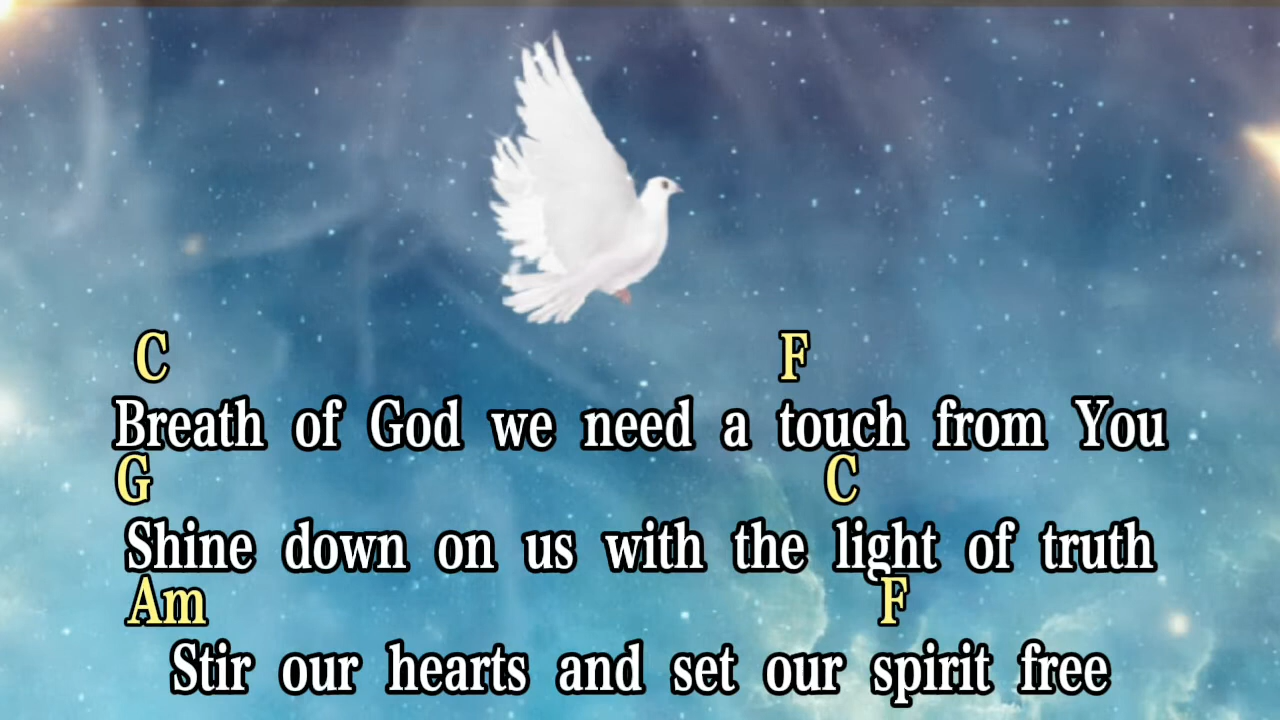 C F
Breath of God we need a touch from You
G C
Shine down on us with the light of truth
Am F
Stir our hearts and set our spirit free